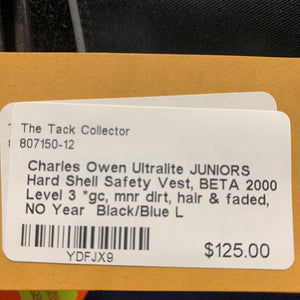 The Tack Collector
807150-12
Charles Owen Ultralite JUNIORS
Hard Shell Safety Vest, BETA 2000
Level 3 *gc, mnr dirt, hair & faded,
NO Year Black/Blue L
YDFJX9
$125.00